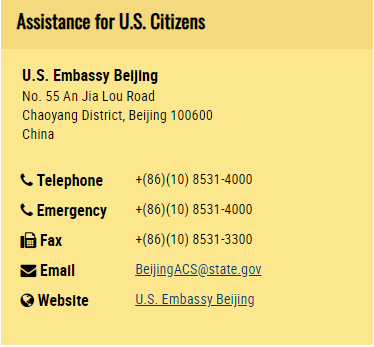 Assistance for U.S. Citizens
U.S. Embassy Beijing
No. 55 An Jia Lou Road
Chaoyang District, Beijing 100600
China
Telephone +(86)(10) 8531-4000
Emergency +(86)(10) 8531-4000
Fax +(86)(10) 8531-3300
Email BeijingACS@state.gov
Website U.S. Embassy Beijing